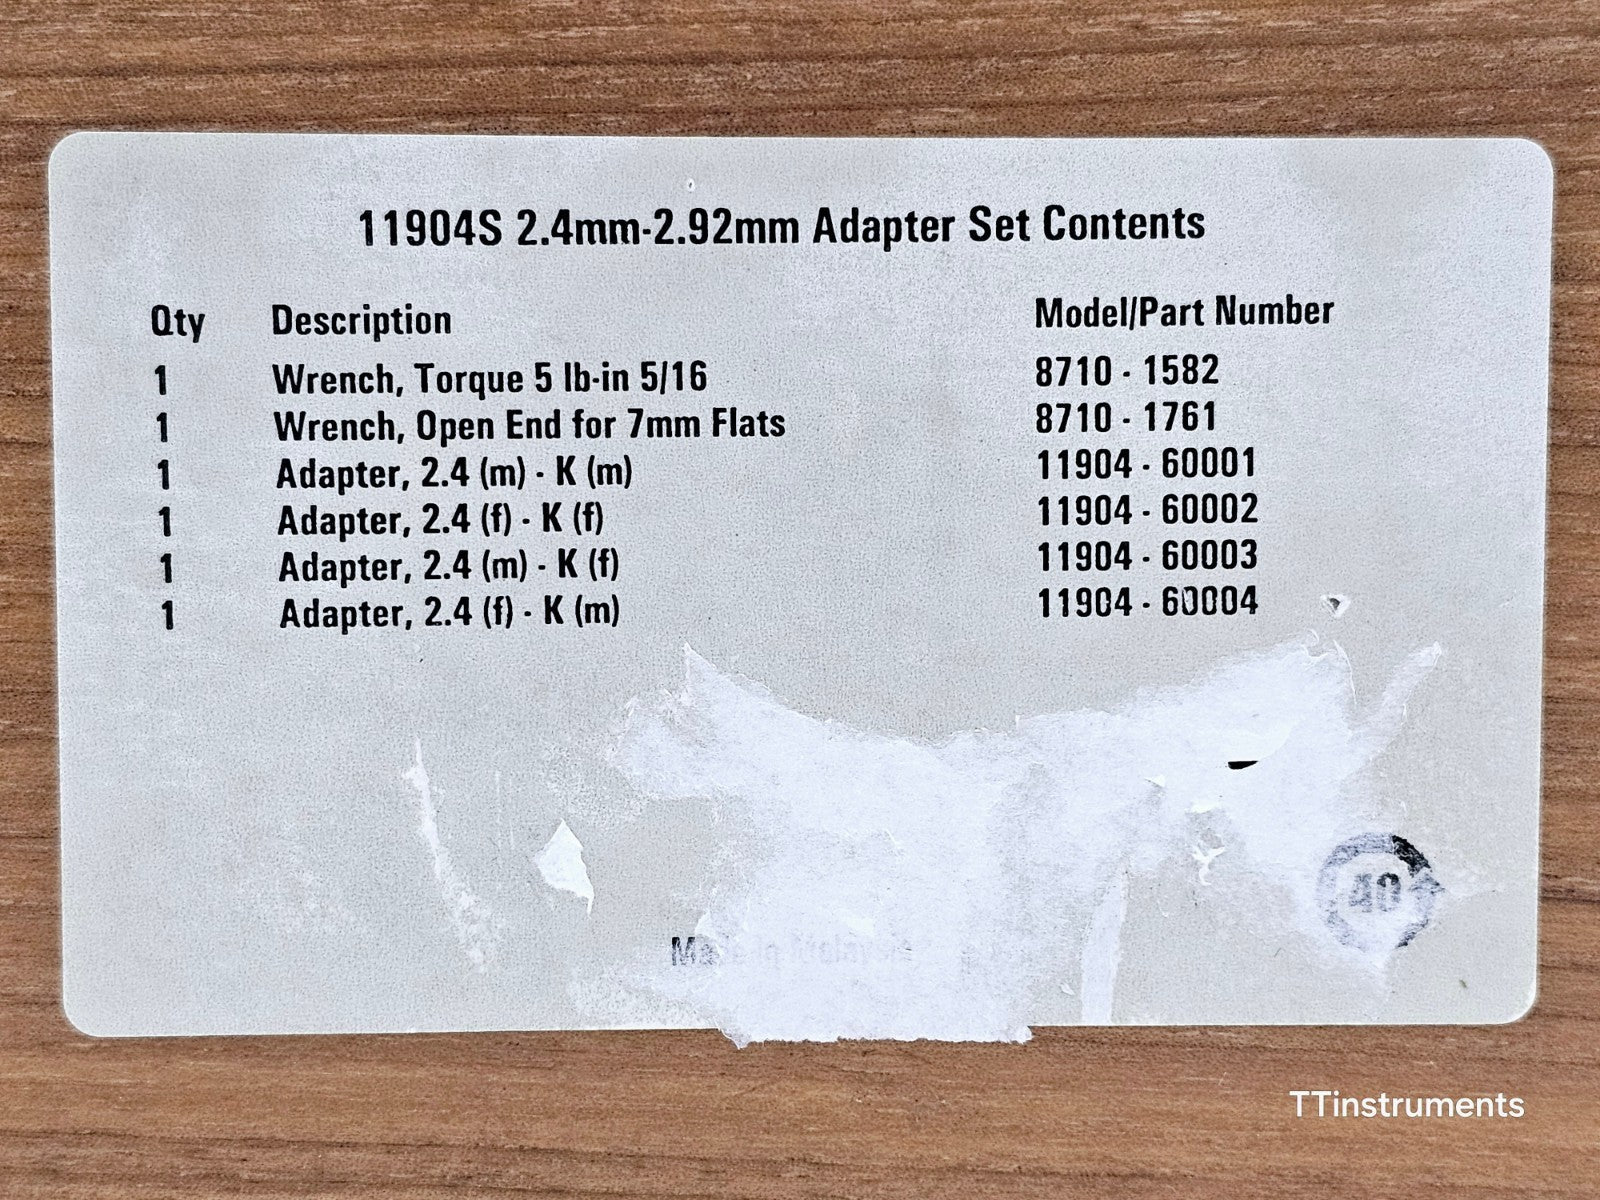 11904S 2.4mm-2.92mm Adapter Set Contents
Qty Description Model/Part Number
1 Wrench, Torque 5 lb-in 5/16 8710 - 1582
1 Wrench, Open End for 7mm Flats 8710 - 1761
1 Adapter, 2.4 (m) - K (m) 11904 - 60001
1 Adapter, 2.4 (f) - K (f) 11904 - 60002
1 Adapter, 2.4 (m) - K (f) 11904 - 60003
1 Adapter, 2.4 (f) - K (m) 11904 - 60004
40
Made in Malaysia
TTinstruments